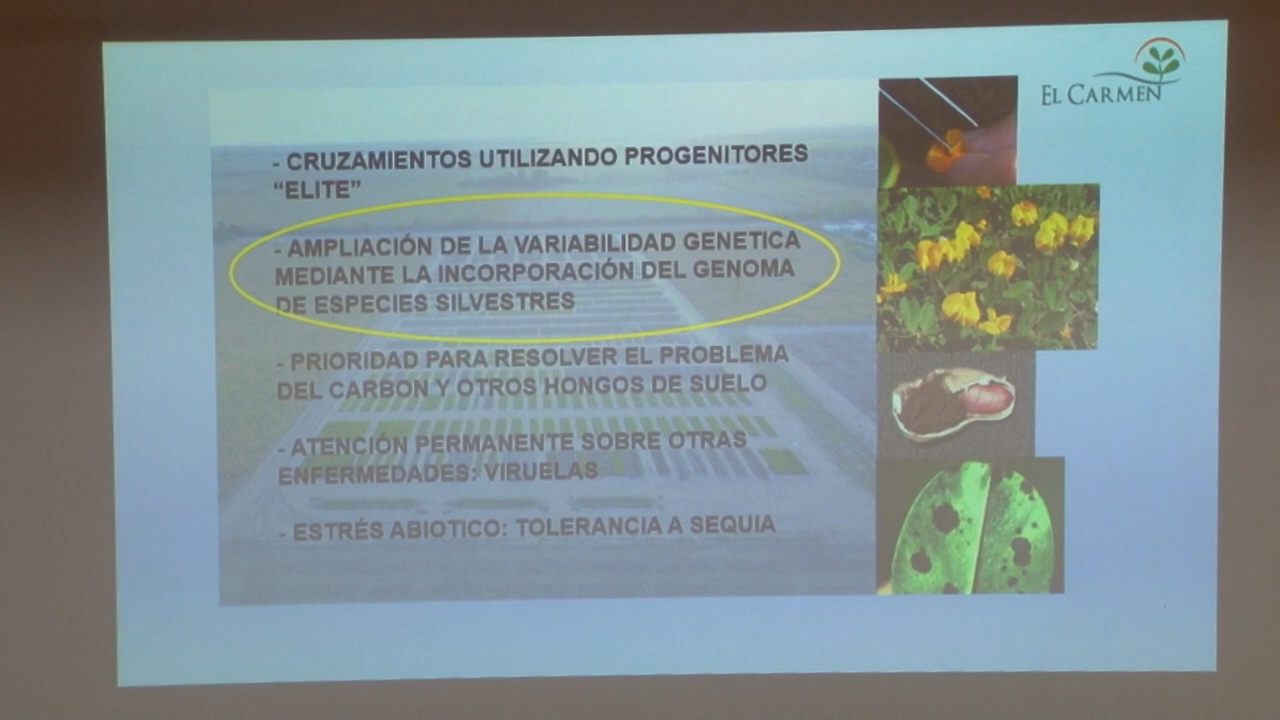 EL CARMEN
- CRUZAMIENTOS UTILIZANDO PROGENITORES
“ELITE”
- AMPLIACIÓN DE LA VARIABILIDAD GENETICA
MEDIANTE LA INCORPORACIÓN DEL GENOMA
DE ESPECIES SILVESTRES
- PRIORIDAD PARA RESOLVER EL PROBLEMA
DEL CARBON Y OTROS HONGOS DE SUELO
- ATENCIÓN PERMANENTE SOBRE OTRAS
ENFERMEDADES: VIRUELAS
- ESTRÉS ABIOTICO: TOLERANCIA A SEQUIA